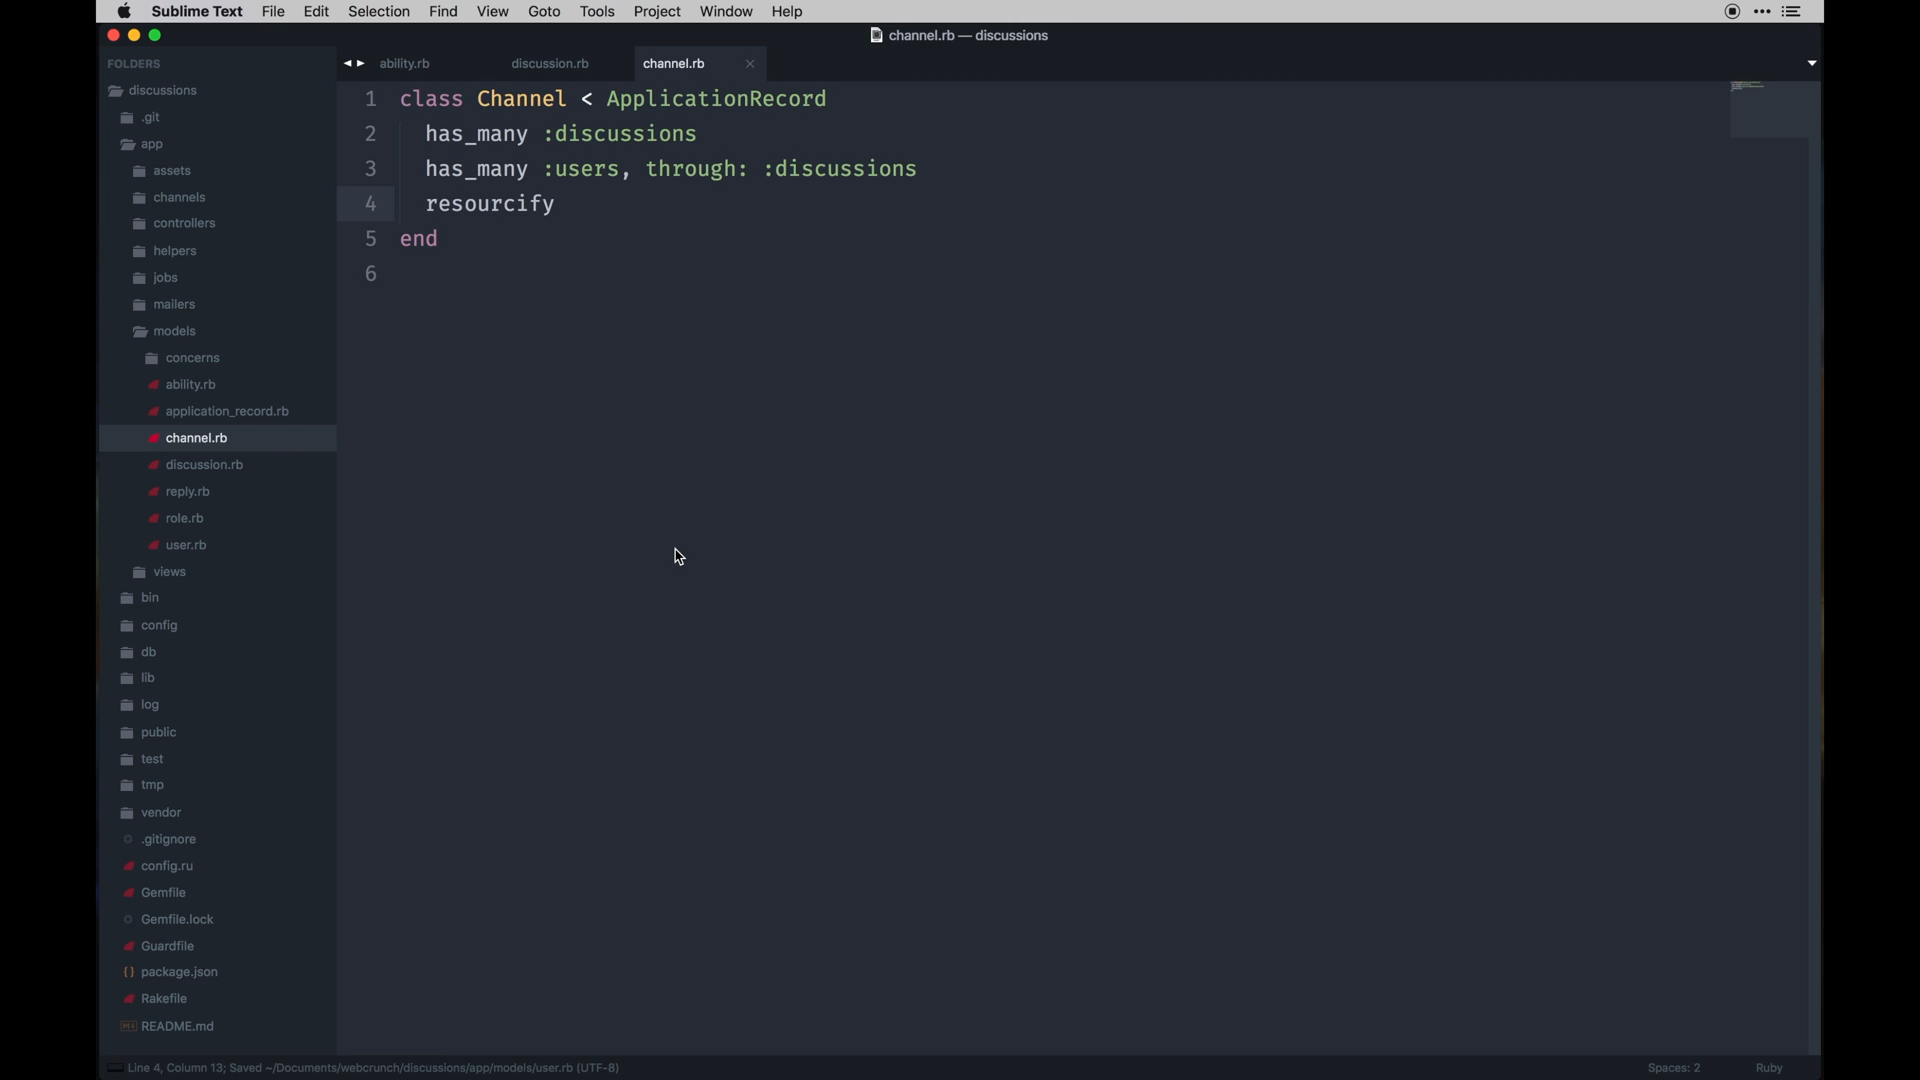 Sublime Text File Edit Selection Find View Goto Tools Project Window Help
channel.rb — discussions
FOLDERS
discussions
.git
app
assets
channels
controllers
helpers
jobs
mailers
models
concerns
ability.rb
application_record.rb
channel.rb
discussion.rb
reply.rb
role.rb
user.rb
views
bin
config
db
lib
log
public
test
tmp
vendor
.gitignore
config.ru
Gemfile
Gemfile.lock
Guardfile
package.json
Rakefile
README.md
ability.rb discussion.rb channel.rb
1 class Channel < ApplicationRecord
2 has_many :discussions
3 has_many :users, through: :discussions
4 resourcify
5 end
6
Line 4, Column 13; Saved ~/Documents/webcrunch/discussions/app/models/user.rb (UTF-8) Spaces: 2 Ruby